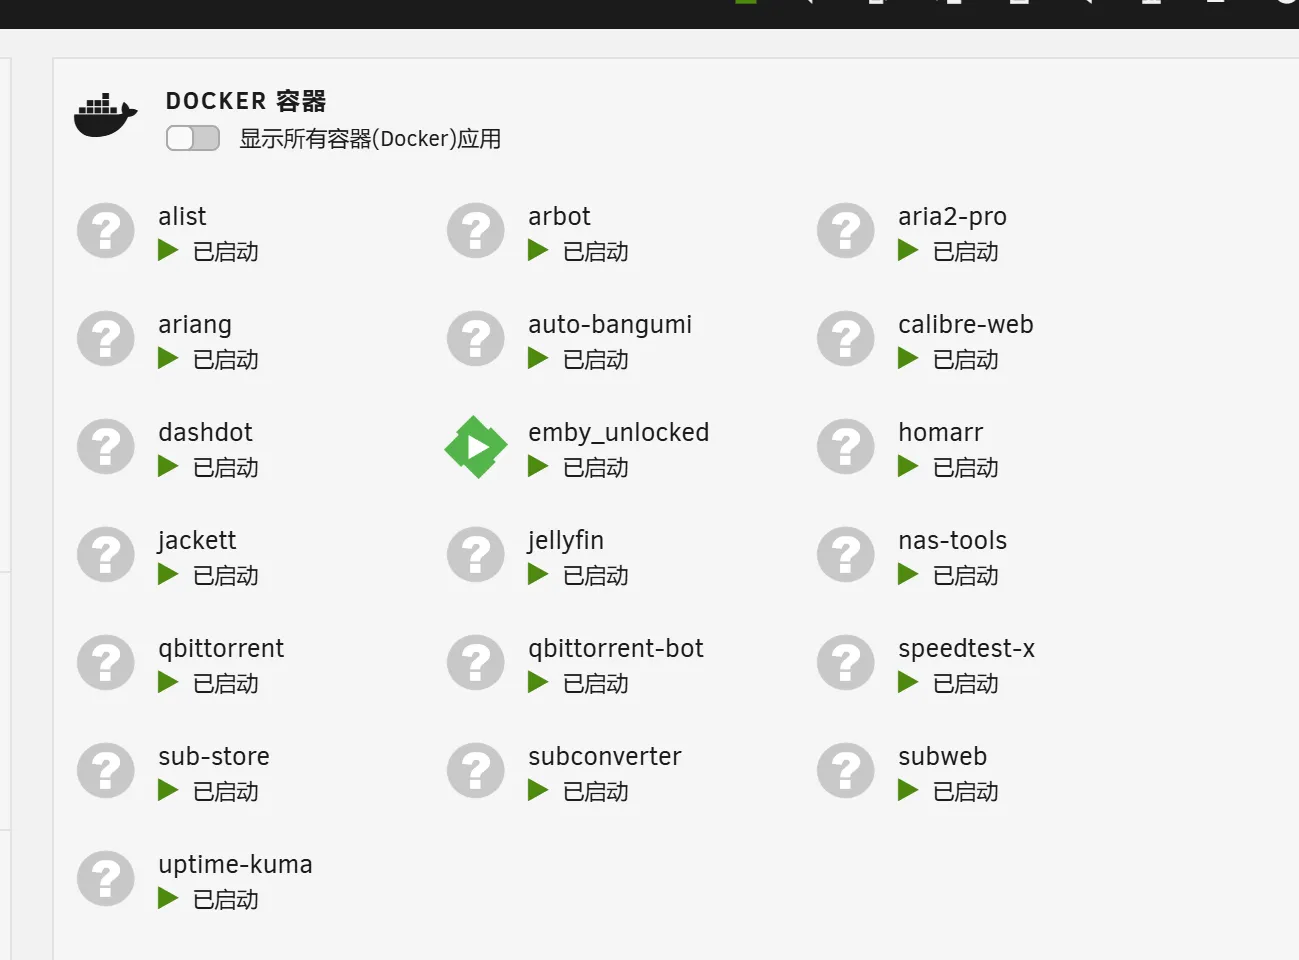 DOCKER 容器
显示所有容器(Docker)应用
alist
已启动
arbot
已启动
aria2-pro
已启动
ariang
已启动
auto-bangumi
已启动
calibre-web
已启动
dashdot
已启动
emby_unlocked
已启动
homarr
已启动
jackett
已启动
jellyfin
已启动
nas-tools
已启动
qbittorrent
已启动
qbittorrent-bot
已启动
speedtest-x
已启动
sub-store
已启动
subconverter
已启动
subweb
已启动
uptime-kuma
已启动